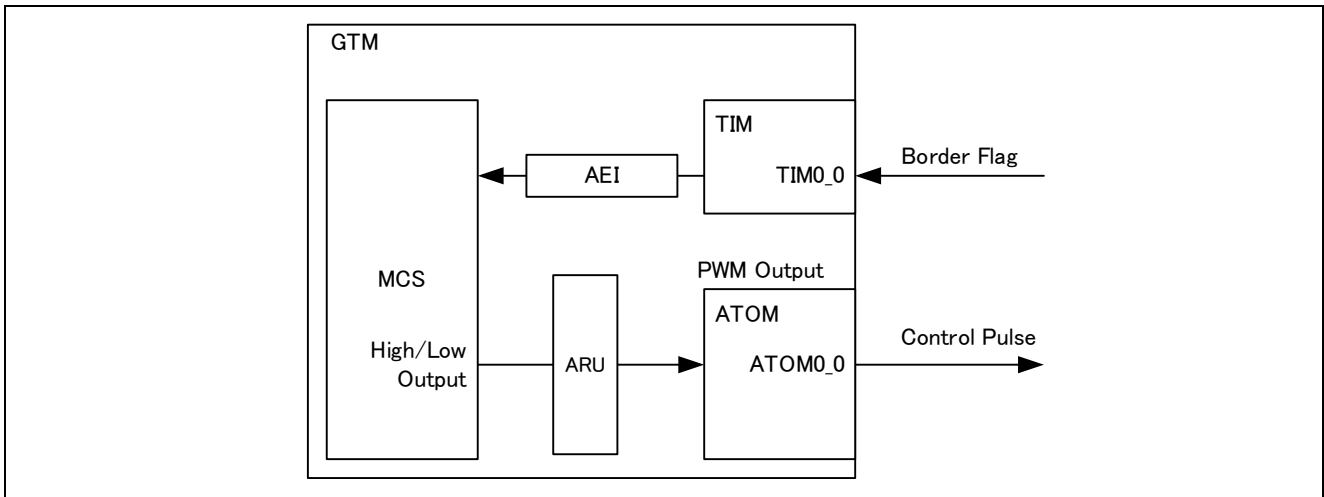 GTM
TIM
AEI
TIM0_0
Border Flag
MCS
PWM Output
ATOM
High/Low
Output
ARU
ATOM0_0
Control Pulse